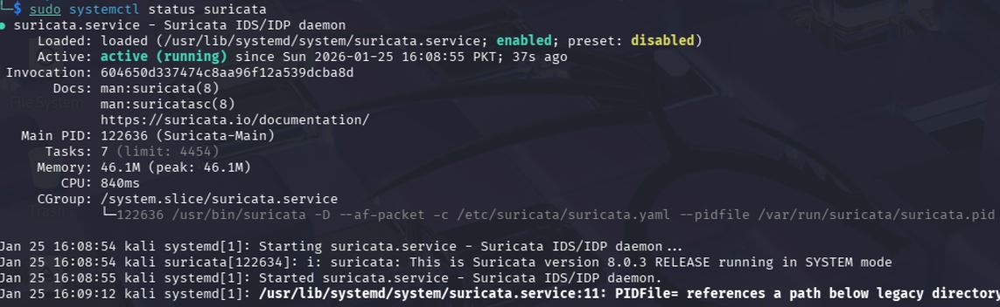 └─$ sudo systemctl status suricata
● suricata.service - Suricata IDS/IDP daemon
Loaded: loaded (/usr/lib/systemd/system/suricata.service; enabled; preset: disabled)
Active: active (running) since Sun 2026-01-25 16:08:55 PKT; 37s ago
Invocation: 604650d337474c8aa96f12a539dcba8d
Docs: man:suricata(8)
man:suricatasc(8)
https://suricata.io/documentation/
Main PID: 122636 (Suricata-Main)
Tasks: 7 (limit: 4454)
Memory: 46.1M (peak: 46.1M)
CPU: 840ms
CGroup: /system.slice/suricata.service
└─122636 /usr/bin/suricata -D --af-packet -c /etc/suricata/suricata.yaml --pidfile /var/run/suricata/suricata.pid
Jan 25 16:08:54 kali systemd[1]: Starting suricata.service - Suricata IDS/IDP daemon...
Jan 25 16:08:54 kali suricata[122634]: i: suricata: This is Suricata version 8.0.3 RELEASE running in SYSTEM mode
Jan 25 16:08:55 kali systemd[1]: Started suricata.service - Suricata IDS/IDP daemon.
Jan 25 16:09:12 kali systemd[1]: /usr/lib/systemd/system/suricata.service:11: PIDFile= references a path below legacy directory
File System
Trash